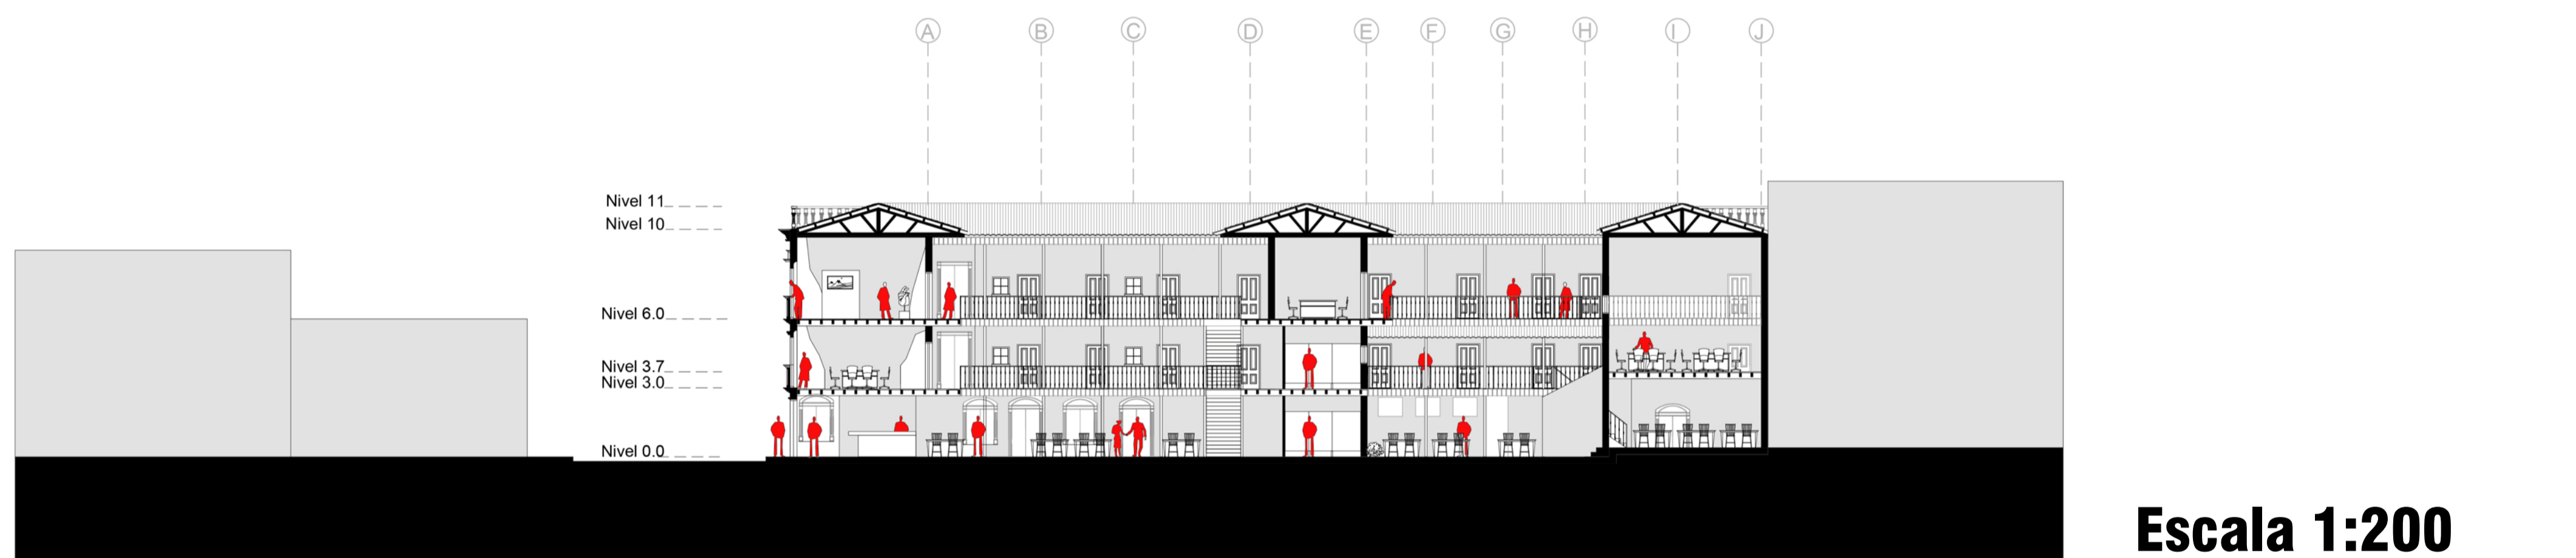 A B C D E F G H I J
Nivel 11
Nivel 10
Nivel 6.0
Nivel 3.7
Nivel 3.0
Nivel 0.0
Escala 1:200